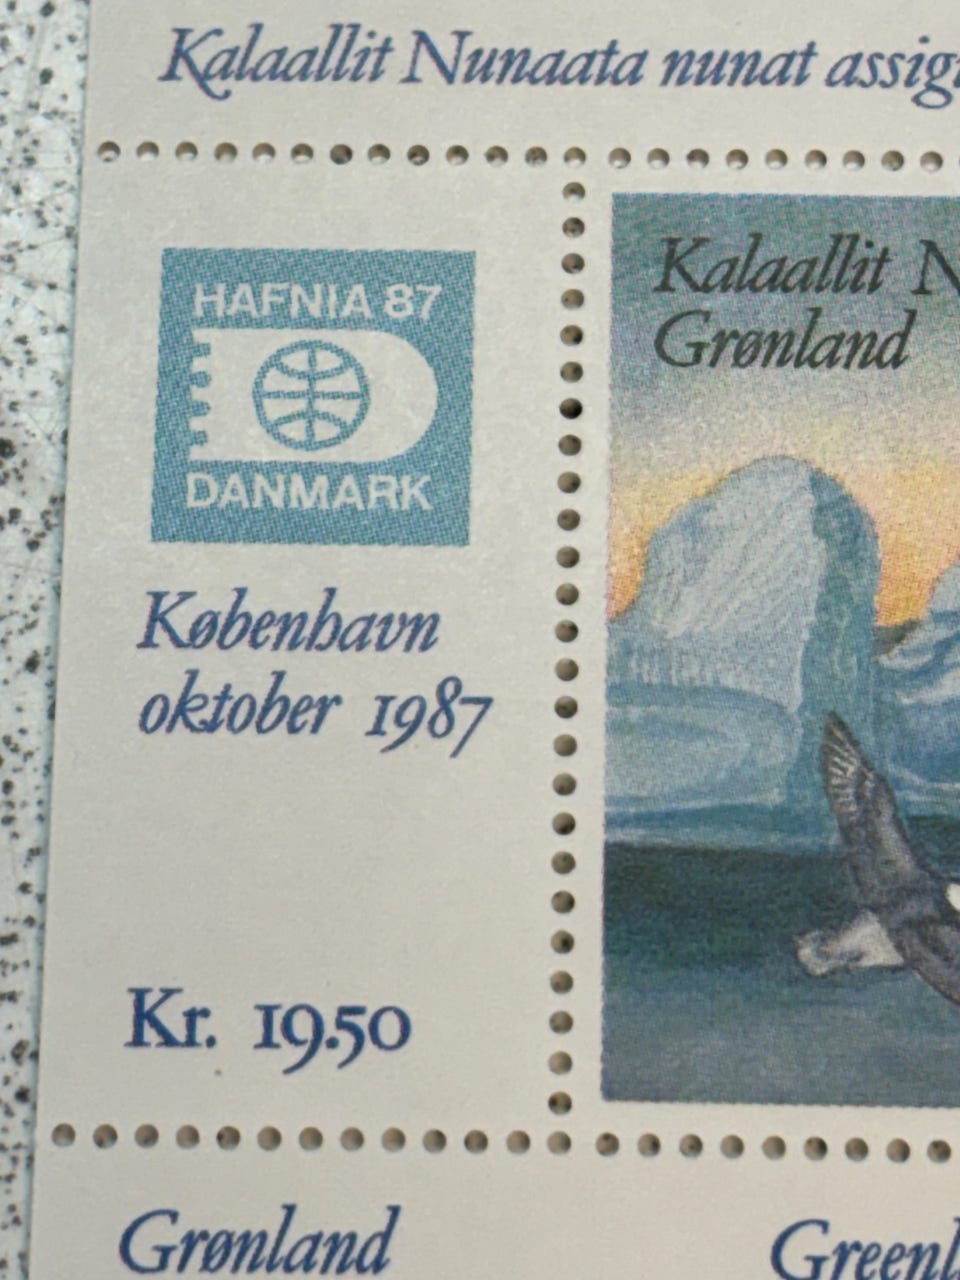 Kalaallit Nunaata nunat
Kalaallit
Grønland
HAFNIA 87
DANMARK
København
oktober 1987
Kr. 19.50
Grønland